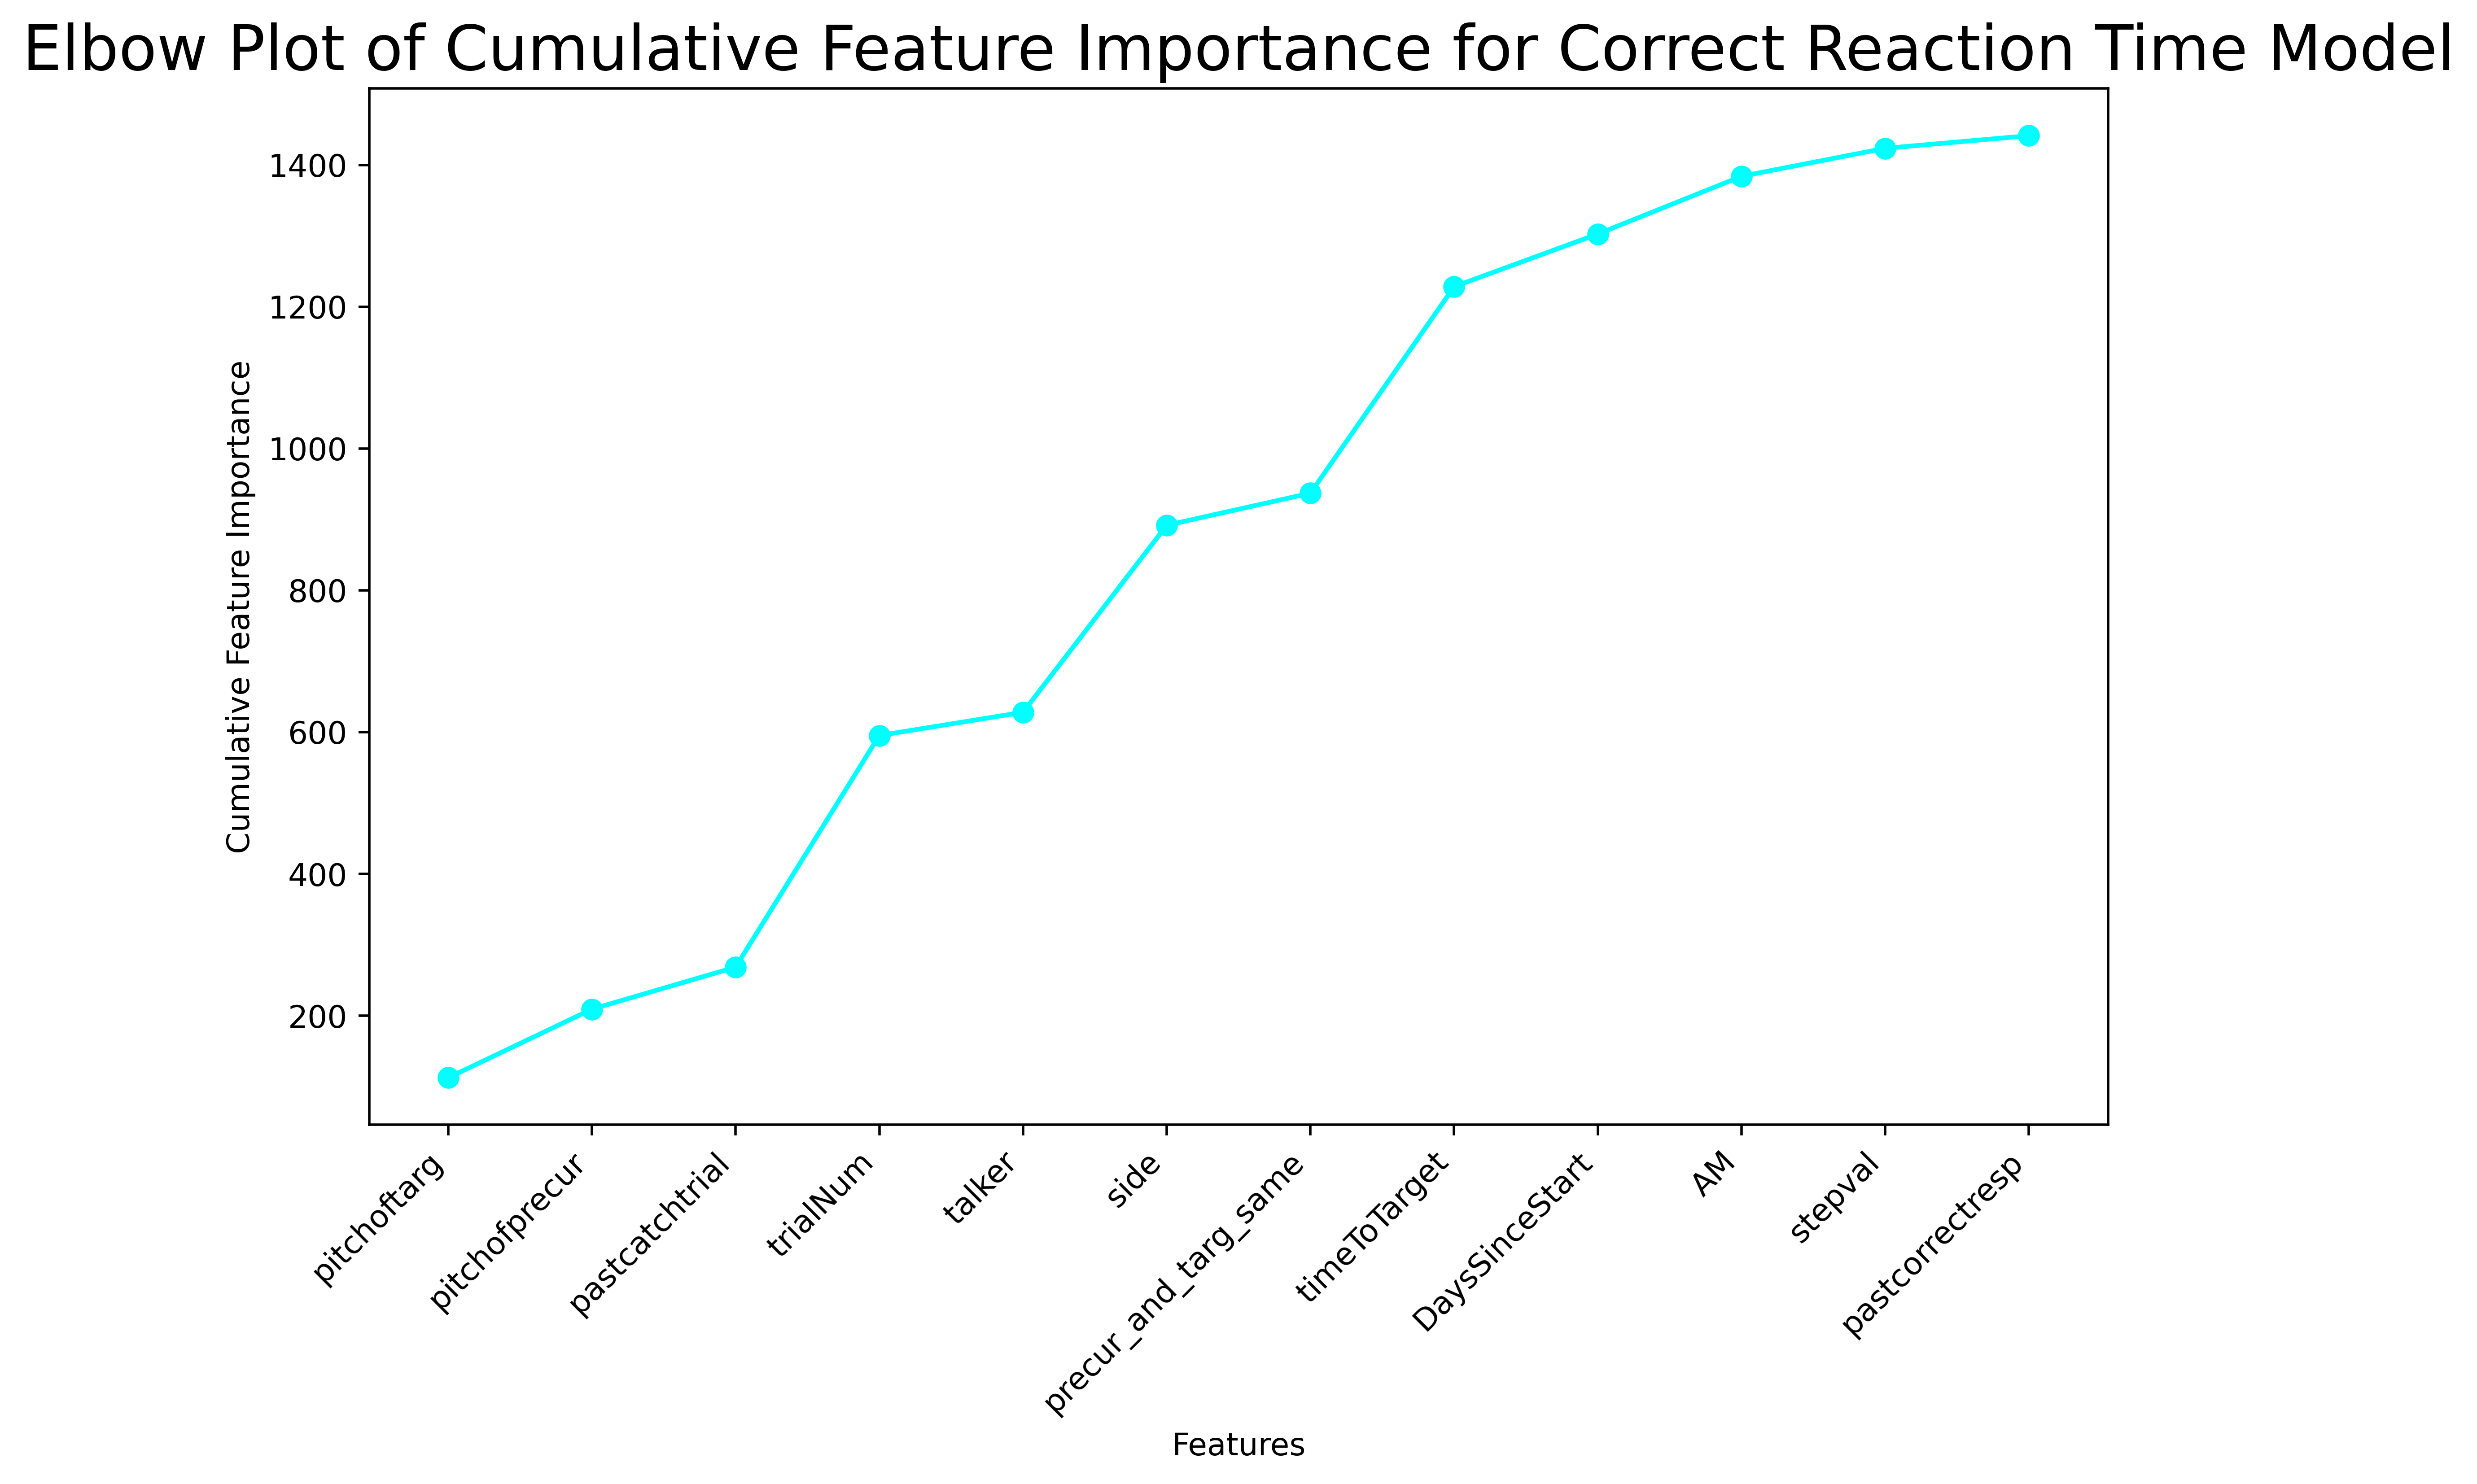 Elbow Plot of Cumulative Feature Importance for Correct Reaction Time Model
Cumulative Feature Importance
1400
1200
1000
800
600
400
200
pitchoftarg
pitchofprecur
pastcatchtrial
trialNum
talker
side
precur_and_targ_same
timeToTarget
DaysSinceStart
AM
stepval
pastcorrectresp
Features